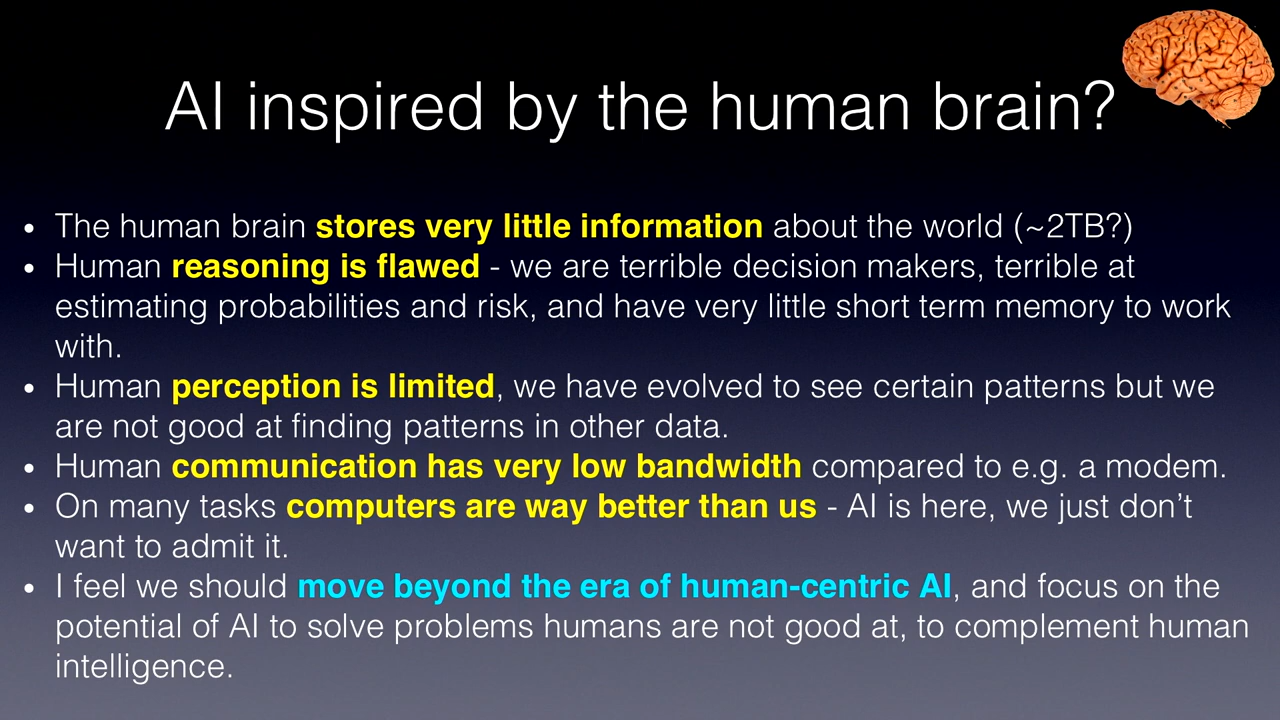 AI inspired by the human brain?
• The human brain stores very little information about the world (~2TB?)
• Human reasoning is flawed - we are terrible decision makers, terrible at
estimating probabilities and risk, and have very little short term memory to work
with.
• Human perception is limited, we have evolved to see certain patterns but we
are not good at finding patterns in other data.
• Human communication has very low bandwidth compared to e.g. a modem.
• On many tasks computers are way better than us - AI is here, we just don’t
want to admit it.
• I feel we should move beyond the era of human-centric AI, and focus on the
potential of AI to solve problems humans are not good at, to complement human
intelligence.